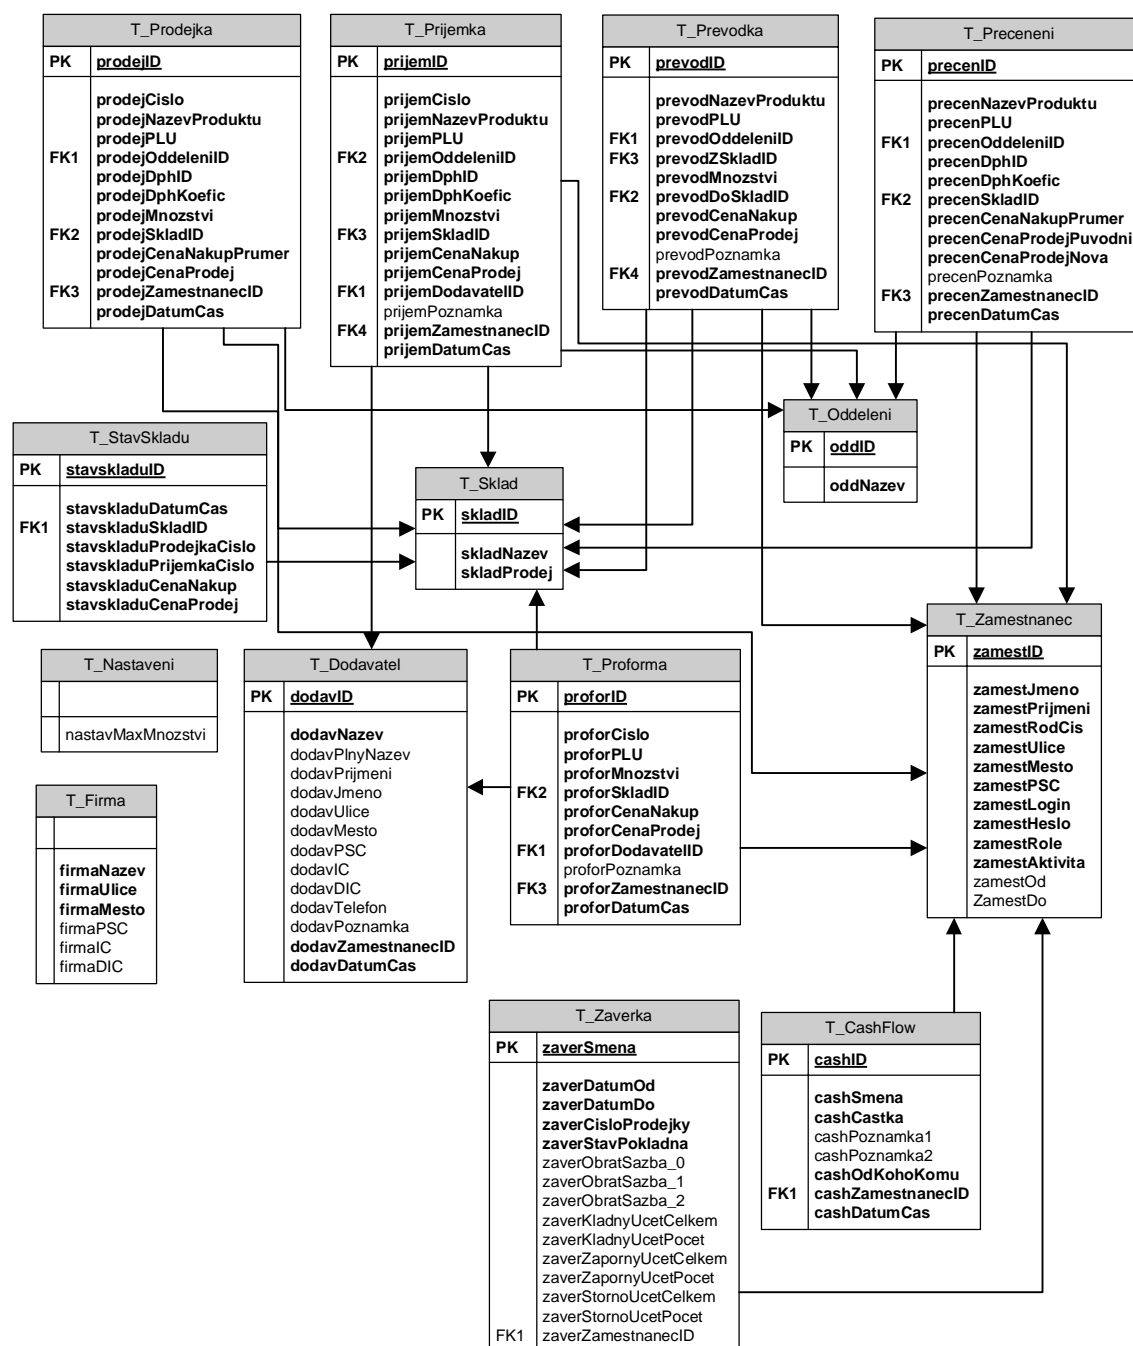 T_Prodejka
PK prodejID
prodejCislo
prodejNazevProduktu
prodejPLU
FK1 prodejOddeleniID
prodejDphID
prodejDphKoefic
prodejMnozstvi
FK2 prodejSkladID
prodejCenaNakupPrumer
prodejCenaProdej
FK3 prodejZamestnanecID
prodejDatumCas
T_Prijemka
PK prijemID
prijemCislo
prijemNazevProduktu
prijemPLU
FK2 prijemOddeleniID
prijemDphID
prijemDphKoefic
prijemMnozstvi
FK3 prijemSkladID
prijemCenaNakup
prijemCenaProdej
FK1 prijemDodavatelID
prijemPoznamka
FK4 prijemZamestnanecID
prijemDatumCas
T_Prevodka
PK prevodID
prevodNazevProduktu
prevodPLU
FK1 prevodOddeleniID
FK3 prevodZSkladID
prevodMnozstvi
FK2 prevodDoSkladID
prevodCenaNakup
prevodCenaProdej
prevodPoznamka
FK4 prevodZamestnanecID
prevodDatumCas
T_Preceneni
PK precenID
precenNazevProduktu
precenPLU
FK1 precenOddeleniID
precenDphID
precenDphKoefic
FK2 precenSkladID
precenCenaNakupPrumer
precenCenaProdejPuvodni
precenCenaProdejNova
precenPoznamka
FK3 precenZamestnanecID
precenDatumCas
T_Oddeleni
PK oddID
oddNazev
T_StavSkladu
PK stavskladuID
stavskladuDatumCas
FK1 stavskladuSkladID
stavskladuProdejkaCislo
stavskladuPrijemkaCislo
stavskladuCenaNakup
stavskladuCenaProdej
T_Sklad
PK skladID
skladNazev
skladProdej
T_Zamestnanec
PK zamestID
zamestJmeno
zamestPrijmeni
zamestRodCis
zamestUlice
zamestMesto
zamestPSC
zamestLogin
zamestHeslo
zamestRole
zamestAktivita
zamestOd
ZamestDo
T_Nastaveni
nastavMaxMnozstvi
T_Dodavatel
PK dodavID
dodavNazev
dodavPlnyNazev
dodavPrijmeni
dodavJmeno
dodavUlice
dodavMesto
dodavPSC
dodavIC
dodavDIC
dodavTelefon
dodavPoznamka
dodavZamestnanecID
dodavDatumCas
T_Proforma
PK proforID
proforCislo
proforPLU
proforMnozstvi
FK2 proforSkladID
proforCenaNakup
proforCenaProdej
FK1 proforDodavatelID
proforPoznamka
FK3 proforZamestnanecID
proforDatumCas
T_Firma
firmaNazev
firmaUlice
firmaMesto
firmaPSC
firmaIC
firmaDIC
T_Zaverka
PK zaverSmena
zaverDatumOd
zaverDatumDo
zaverCisloProdejky
zaverStavPokladna
zaverObratSazba_0
zaverObratSazba_1
zaverObratSazba_2
zaverKladnyUcetCelkem
zaverKladnyUcetPocet
zaverZapornyUcetCelkem
zaverZapornyUcetPocet
zaverStornoUcetCelkem
zaverStornoUcetPocet
FK1 zaverZamestnanecID
T_CashFlow
PK cashID
cashSmena
cashCastka
cashPoznamka1
cashPoznamka2
cashOdKohoKomu
FK1 cashZamestnanecID
cashDatumCas